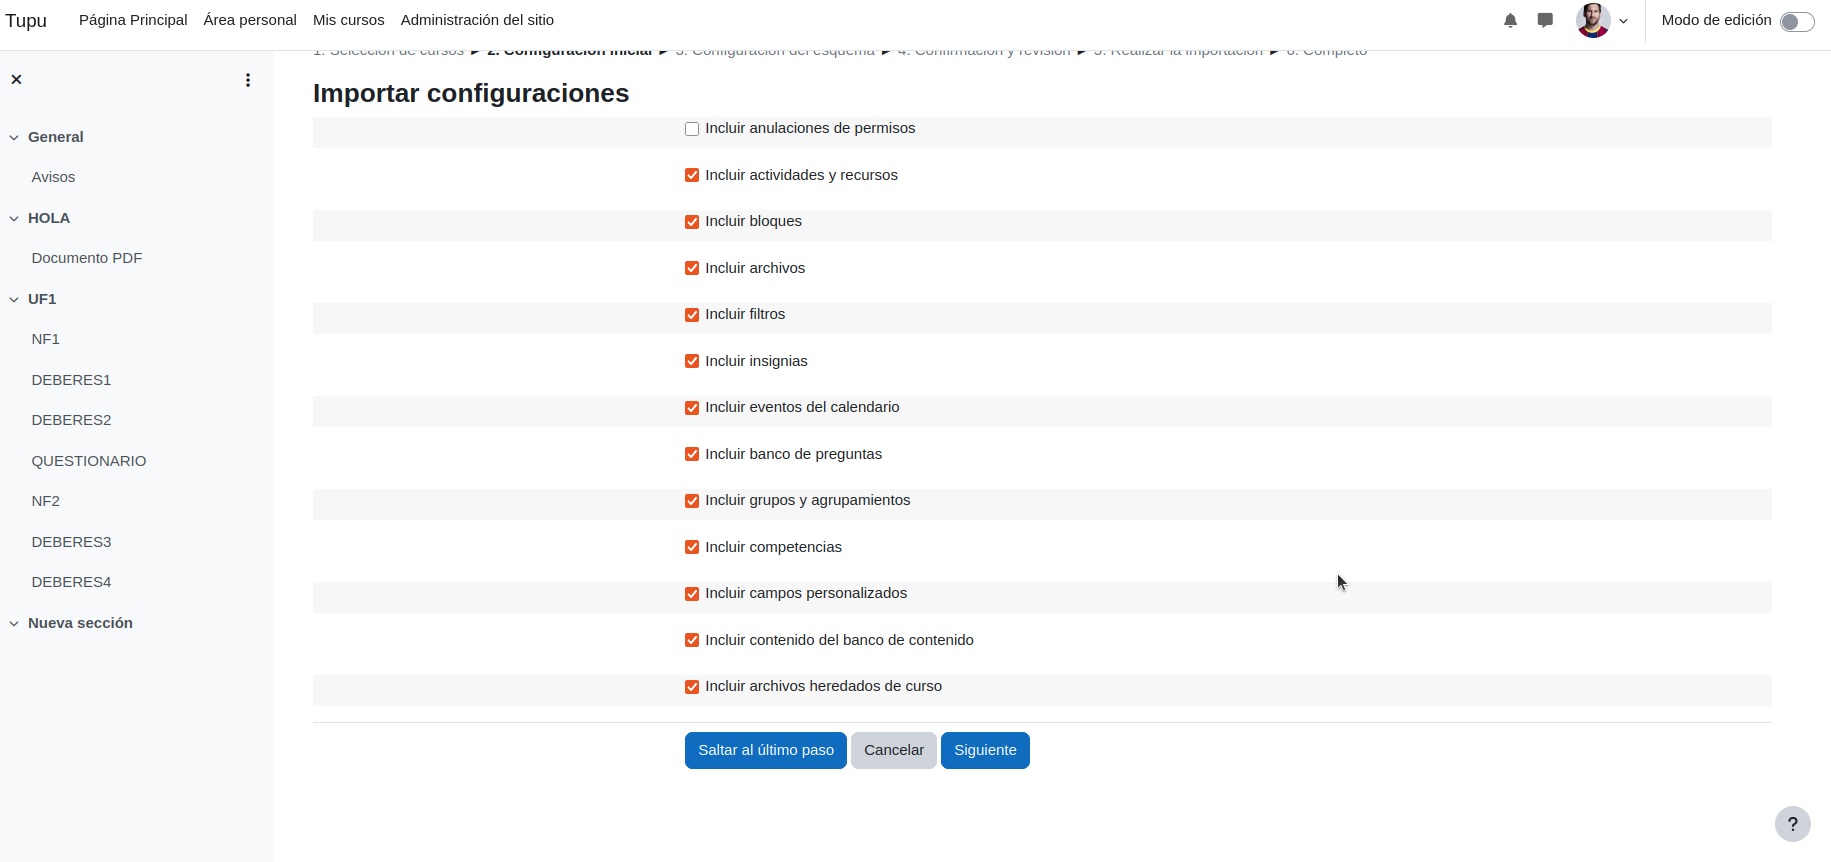 Tupu
Página Principal
Área personal
Mis cursos
Administración del sitio
Modo de edición
1. Selección de cursos ► 2. Configuración inicial ► 3. Configuración del esquema ► 4. Confirmación y revisión ► 5. Realizar la importación ► 6. Completo
General
Avisos
HOLA
Documento PDF
UF1
NF1
DEBERES1
DEBERES2
QUESTIONARIO
NF2
DEBERES3
DEBERES4
Nueva sección
Importar configuraciones
Incluir anulaciones de permisos
Incluir actividades y recursos
Incluir bloques
Incluir archivos
Incluir filtros
Incluir insignias
Incluir eventos del calendario
Incluir banco de preguntas
Incluir grupos y agrupamientos
Incluir competencias
Incluir campos personalizados
Incluir contenido del banco de contenido
Incluir archivos heredados de curso
Saltar al último paso
Cancelar
Siguiente
?